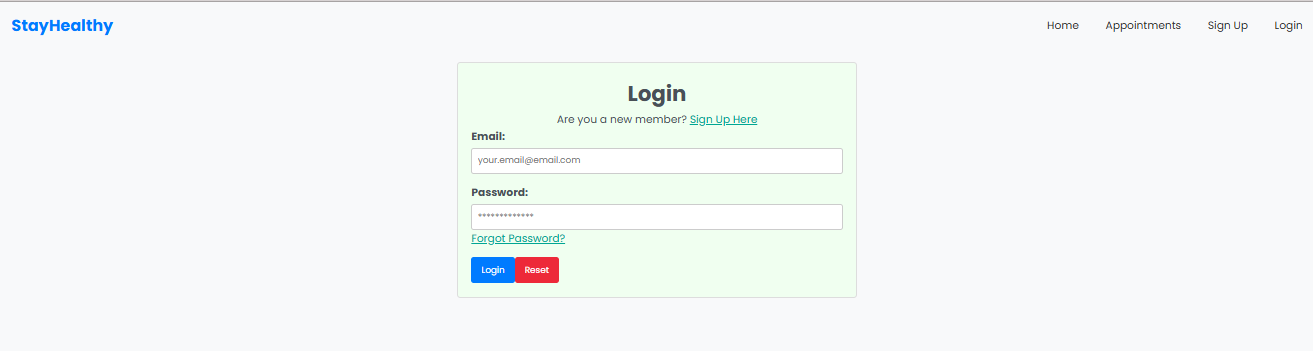 StayHealthy
Home Appointments Sign Up Login
Login
Are you a new member? Sign Up Here
Email:
your.email@email.com
Password:
*************
Forgot Password?
Login Reset